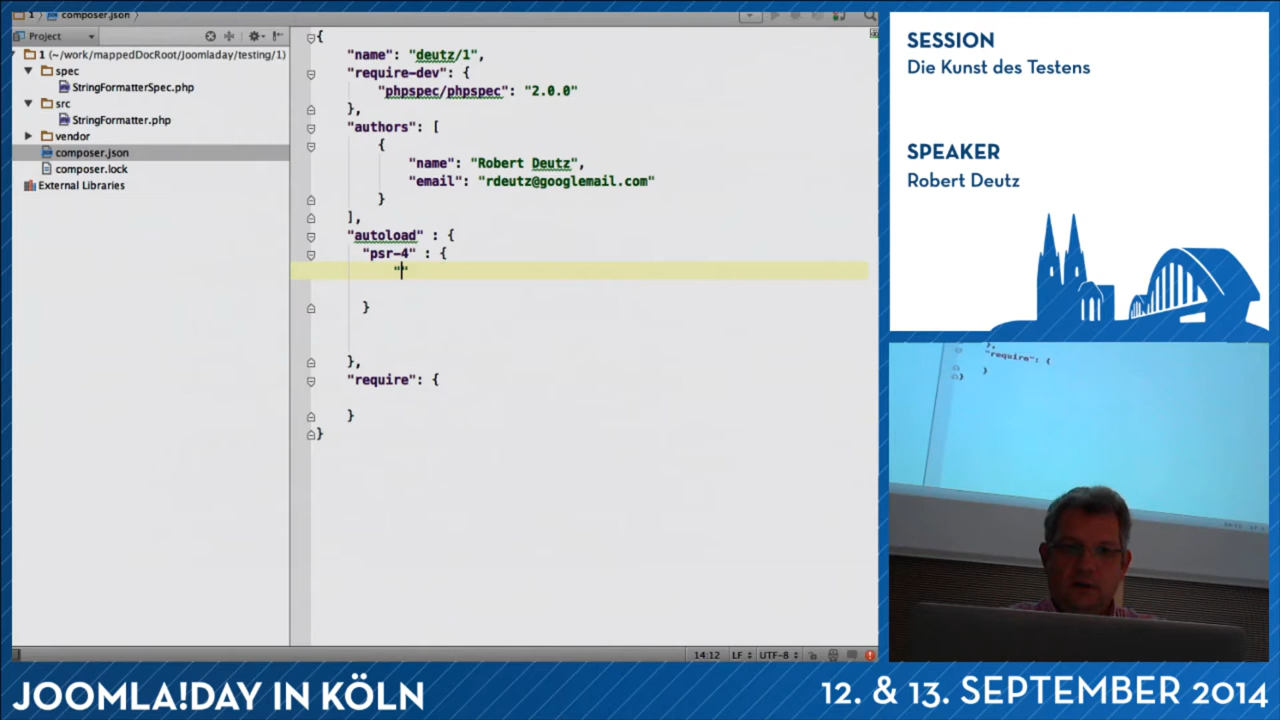 1 composer.json
Project
1 (~/work/mappedDocRoot/Joomladay/testing/1)
spec
StringFormatterSpec.php
src
StringFormatter.php
vendor
composer.json
composer.lock
External Libraries
{
"name": "deutz/1",
"require-dev": {
"phpspec/phpspec": "2.0.0"
},
"authors": [
{
"name": "Robert Deutz",
"email": "rdeutz@googlemail.com"
}
],
"autoload" : {
"psr-4" : {
""
}
},
"require": {
}
}
14:12 LF UTF-8
SESSION
Die Kunst des Testens
SPEAKER
Robert Deutz
},
"require": {
}
}
JOOMLA!DAY IN KÖLN
12. & 13. SEPTEMBER 2014